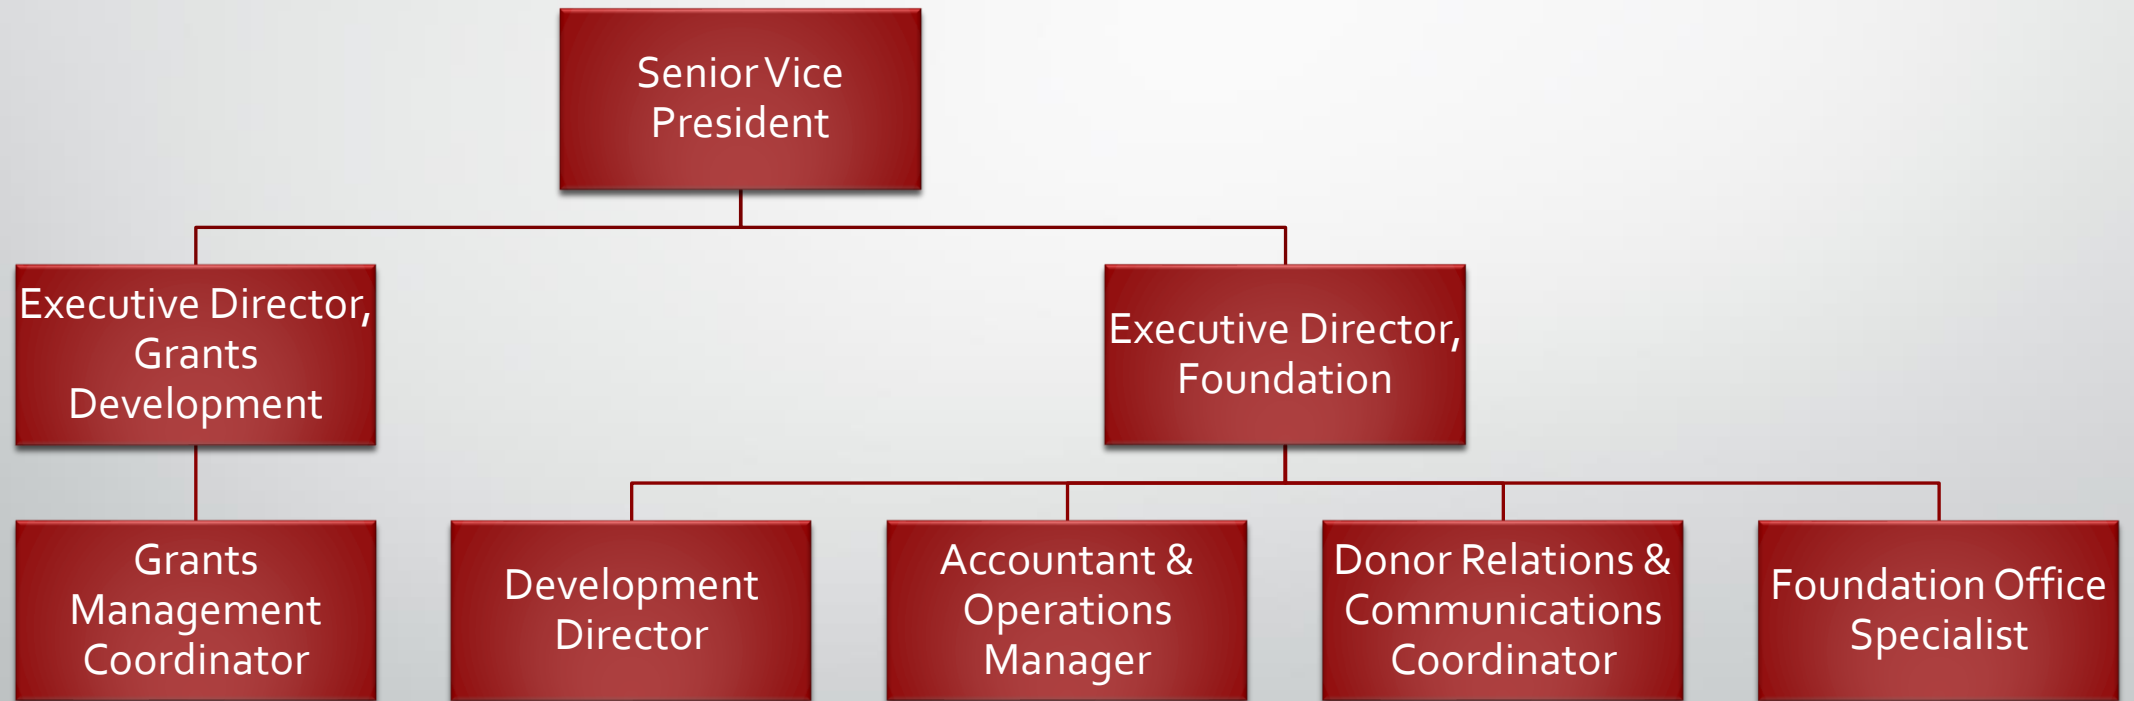 Senior Vice
President
Executive Director,
Grants
Development
Executive Director,
Foundation
Grants
Management
Coordinator
Development
Director
Accountant &
Operations
Manager
Donor Relations &
Communications
Coordinator
Foundation Office
Specialist